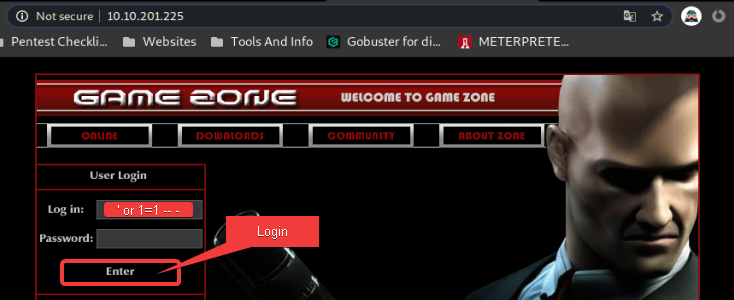 Not secure | 10.10.201.225
Pentest Checkli... Websites Tools And Info Gobuster for di... METERPRETE...
GAME ZONE WELCOME TO GAME ZONE
ONLINE DOWNLOADS COMMUNITY ABOUT ZONE
User Login
Log in: ' or 1=1 -- -
Password:
Login
Enter